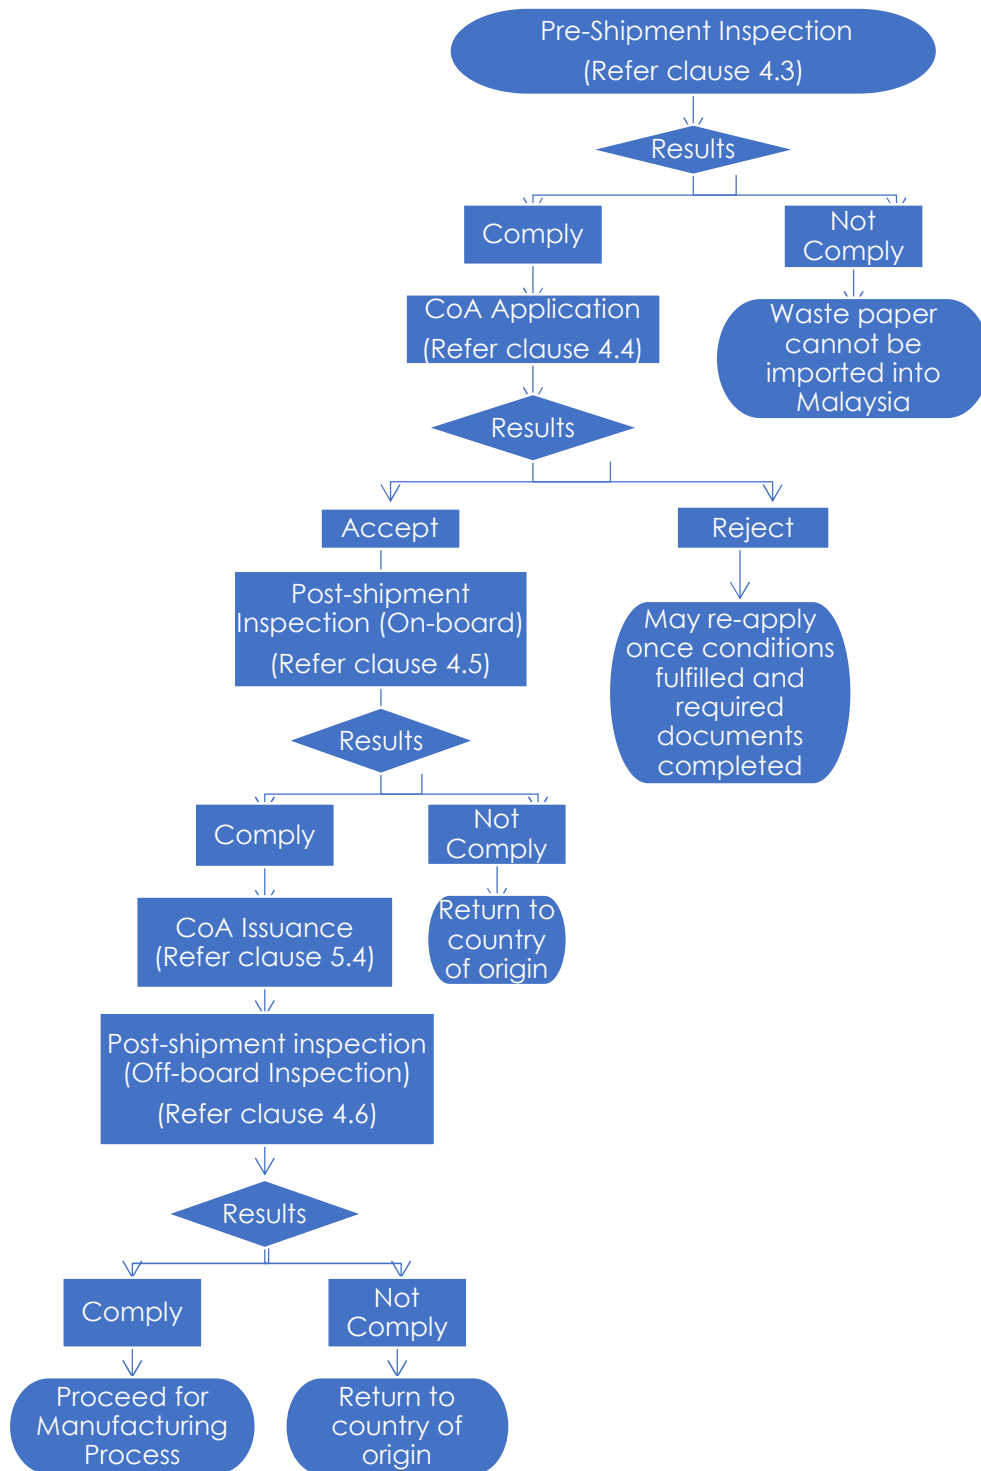 Pre-Shipment Inspection
(Refer clause 4.3)
Results
Comply
Not
Comply
CoA Application
(Refer clause 4.4)
Waste paper
cannot be
imported into
Malaysia
Results
Accept
Reject
Post-shipment
Inspection (On-board)
(Refer clause 4.5)
May re-apply
once conditions
fulfilled and
required
documents
completed
Results
Comply
Not
Comply
CoA Issuance
(Refer clause 5.4)
Return to
country
of origin
Post-shipment inspection
(Off-board Inspection)
(Refer clause 4.6)
Results
Comply
Not
Comply
Proceed for
Manufacturing
Process
Return to
country of
origin